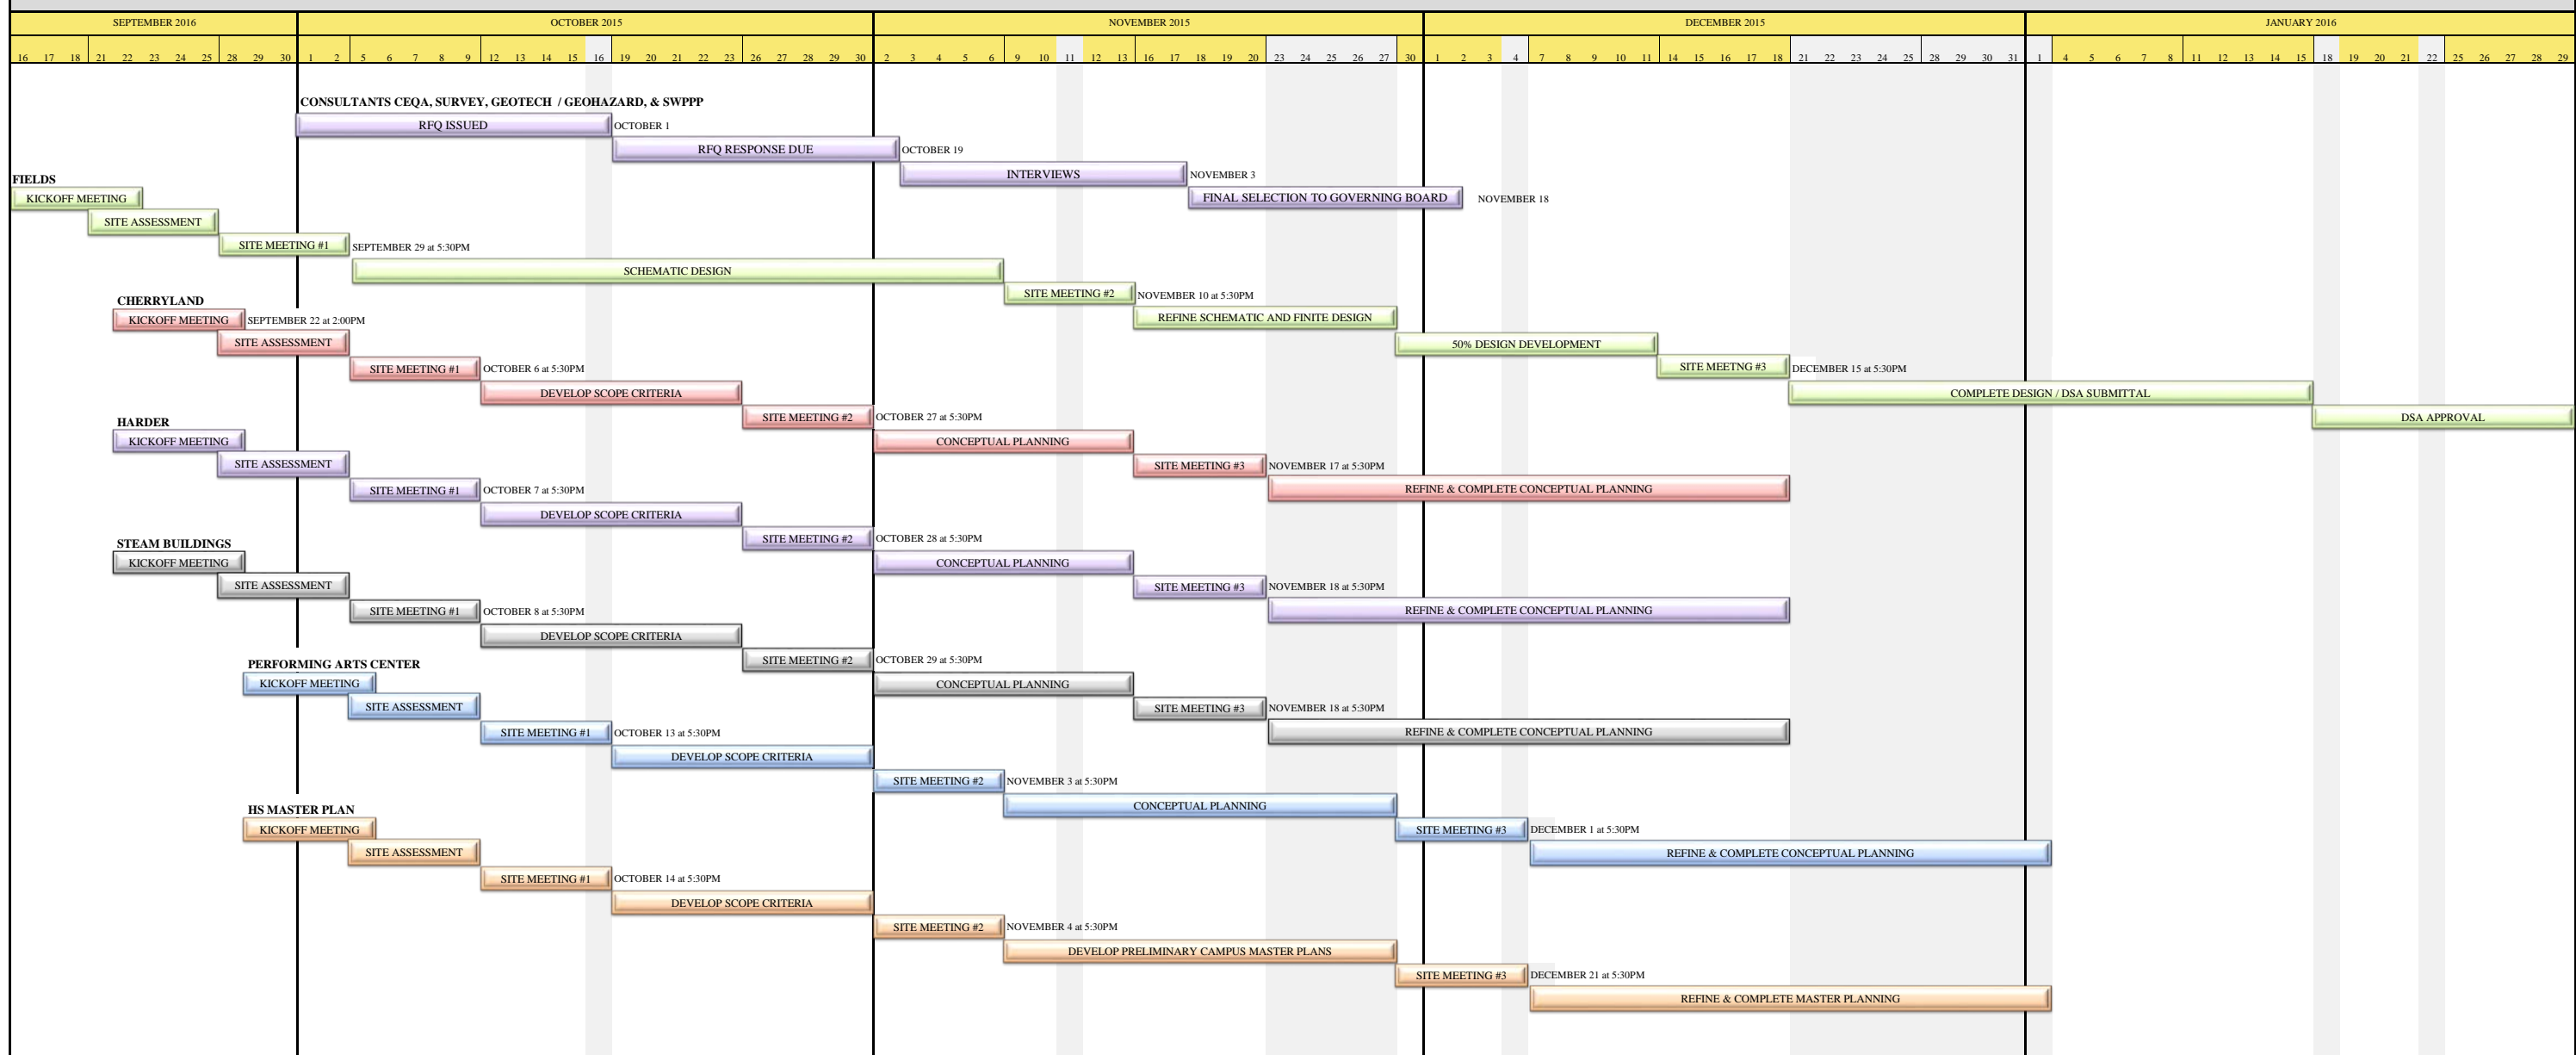 SEPTEMBER 2016 OCTOBER 2015 NOVEMBER 2015 DECEMBER 2015 JANUARY 2016
16 17 18 21 22 23 24 25 28 29 30 1 2 5 6 7 8 9 12 13 14 15 16 19 20 21 22 23 26 27 28 29 30 2 3 4 5 6 9 10 11 12 13 16 17 18 19 20 23 24 25 26 27 30 1 2 3 4 7 8 9 10 11 14 15 16 17 18 21 22 23 24 25 28 29 30 31 1 4 5 6 7 8 11 12 13 14 15 18 19 20 21 22 25 26 27 28 29
CONSULTANTS CEQA, SURVEY, GEOTECH / GEOHAZARD, & SWPPP
RFQ ISSUED OCTOBER 1
RFQ RESPONSE DUE OCTOBER 19
INTERVIEWS NOVEMBER 3
FINAL SELECTION TO GOVERNING BOARD NOVEMBER 18
FIELDS
KICKOFF MEETING
SITE ASSESSMENT
SITE MEETING #1 SEPTEMBER 29 at 5:30PM
SCHEMATIC DESIGN
SITE MEETING #2 NOVEMBER 10 at 5:30PM
REFINE SCHEMATIC AND FINITE DESIGN
50% DESIGN DEVELOPMENT
SITE MEETNG #3 DECEMBER 15 at 5:30PM
COMPLETE DESIGN / DSA SUBMITTAL
DSA APPROVAL
CHERRYLAND
KICKOFF MEETING SEPTEMBER 22 at 2:00PM
SITE ASSESSMENT
SITE MEETING #1 OCTOBER 6 at 5:30PM
DEVELOP SCOPE CRITERIA
SITE MEETING #2 OCTOBER 27 at 5:30PM
CONCEPTUAL PLANNING
SITE MEETING #3 NOVEMBER 17 at 5:30PM
REFINE & COMPLETE CONCEPTUAL PLANNING
HARDER
KICKOFF MEETING
SITE ASSESSMENT
SITE MEETING #1 OCTOBER 7 at 5:30PM
DEVELOP SCOPE CRITERIA
SITE MEETING #2 OCTOBER 28 at 5:30PM
CONCEPTUAL PLANNING
SITE MEETING #3 NOVEMBER 18 at 5:30PM
REFINE & COMPLETE CONCEPTUAL PLANNING
STEAM BUILDINGS
KICKOFF MEETING
SITE ASSESSMENT
SITE MEETING #1 OCTOBER 8 at 5:30PM
DEVELOP SCOPE CRITERIA
SITE MEETING #2 OCTOBER 29 at 5:30PM
CONCEPTUAL PLANNING
SITE MEETING #3 NOVEMBER 18 at 5:30PM
REFINE & COMPLETE CONCEPTUAL PLANNING
PERFORMING ARTS CENTER
KICKOFF MEETING
SITE ASSESSMENT
SITE MEETING #1 OCTOBER 13 at 5:30PM
DEVELOP SCOPE CRITERIA
SITE MEETING #2 NOVEMBER 3 at 5:30PM
CONCEPTUAL PLANNING
SITE MEETING #3 DECEMBER 1 at 5:30PM
REFINE & COMPLETE CONCEPTUAL PLANNING
HS MASTER PLAN
KICKOFF MEETING
SITE ASSESSMENT
SITE MEETING #1 OCTOBER 14 at 5:30PM
DEVELOP SCOPE CRITERIA
SITE MEETING #2 NOVEMBER 4 at 5:30PM
DEVELOP PRELIMINARY CAMPUS MASTER PLANS
SITE MEETING #3 DECEMBER 21 at 5:30PM
REFINE & COMPLETE MASTER PLANNING